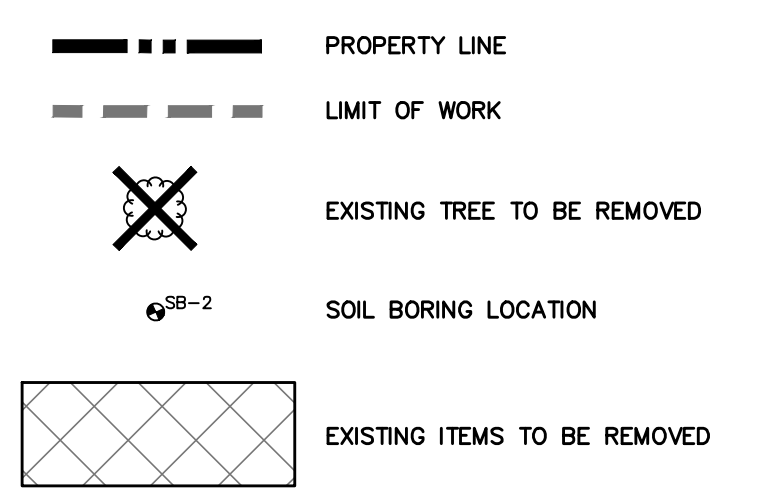 PROPERTY LINE
LIMIT OF WORK
EXISTING TREE TO BE REMOVED
SB-2 SOIL BORING LOCATION
EXISTING ITEMS TO BE REMOVED